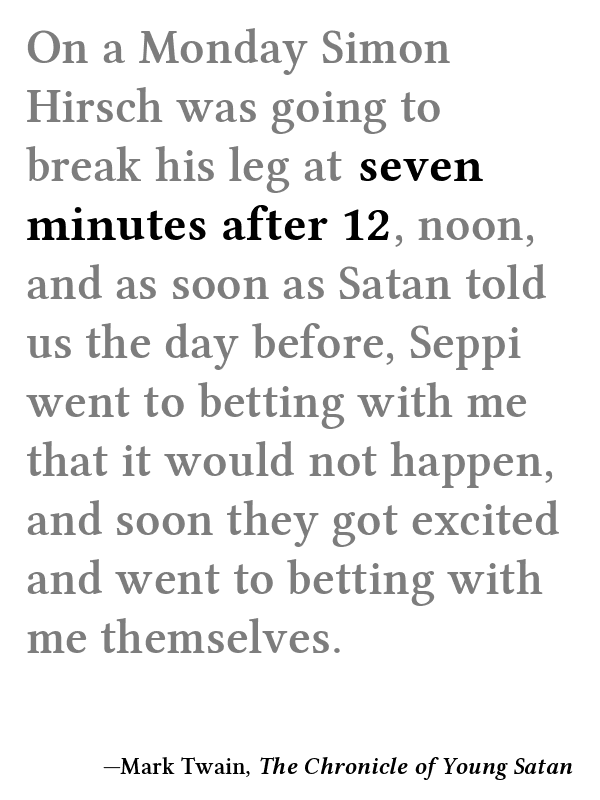 On a Monday Simon
Hirsch was going to
break his leg at seven
minutes after 12, noon,
and as soon as Satan told
us the day before, Seppi
went to betting with me
that it would not happen,
and soon they got excited
and went to betting with
me themselves.
—Mark Twain, The Chronicle of Young Satan